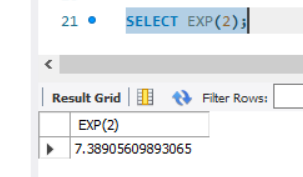 21 SELECT EXP(2);
Result Grid Filter Rows:
EXP(2)
7.38905609893065